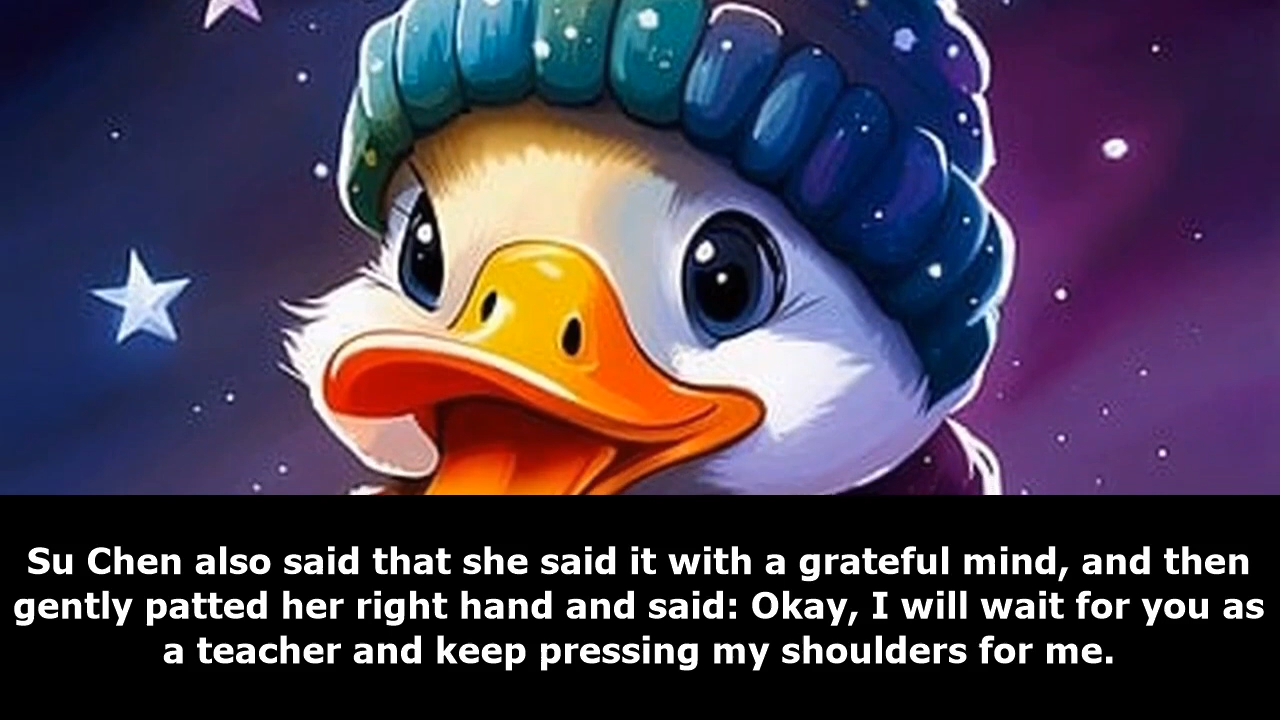 Su Chen also said that she said it with a grateful mind, and then
gently patted her right hand and said: Okay, I will wait for you as
a teacher and keep pressing my shoulders for me.